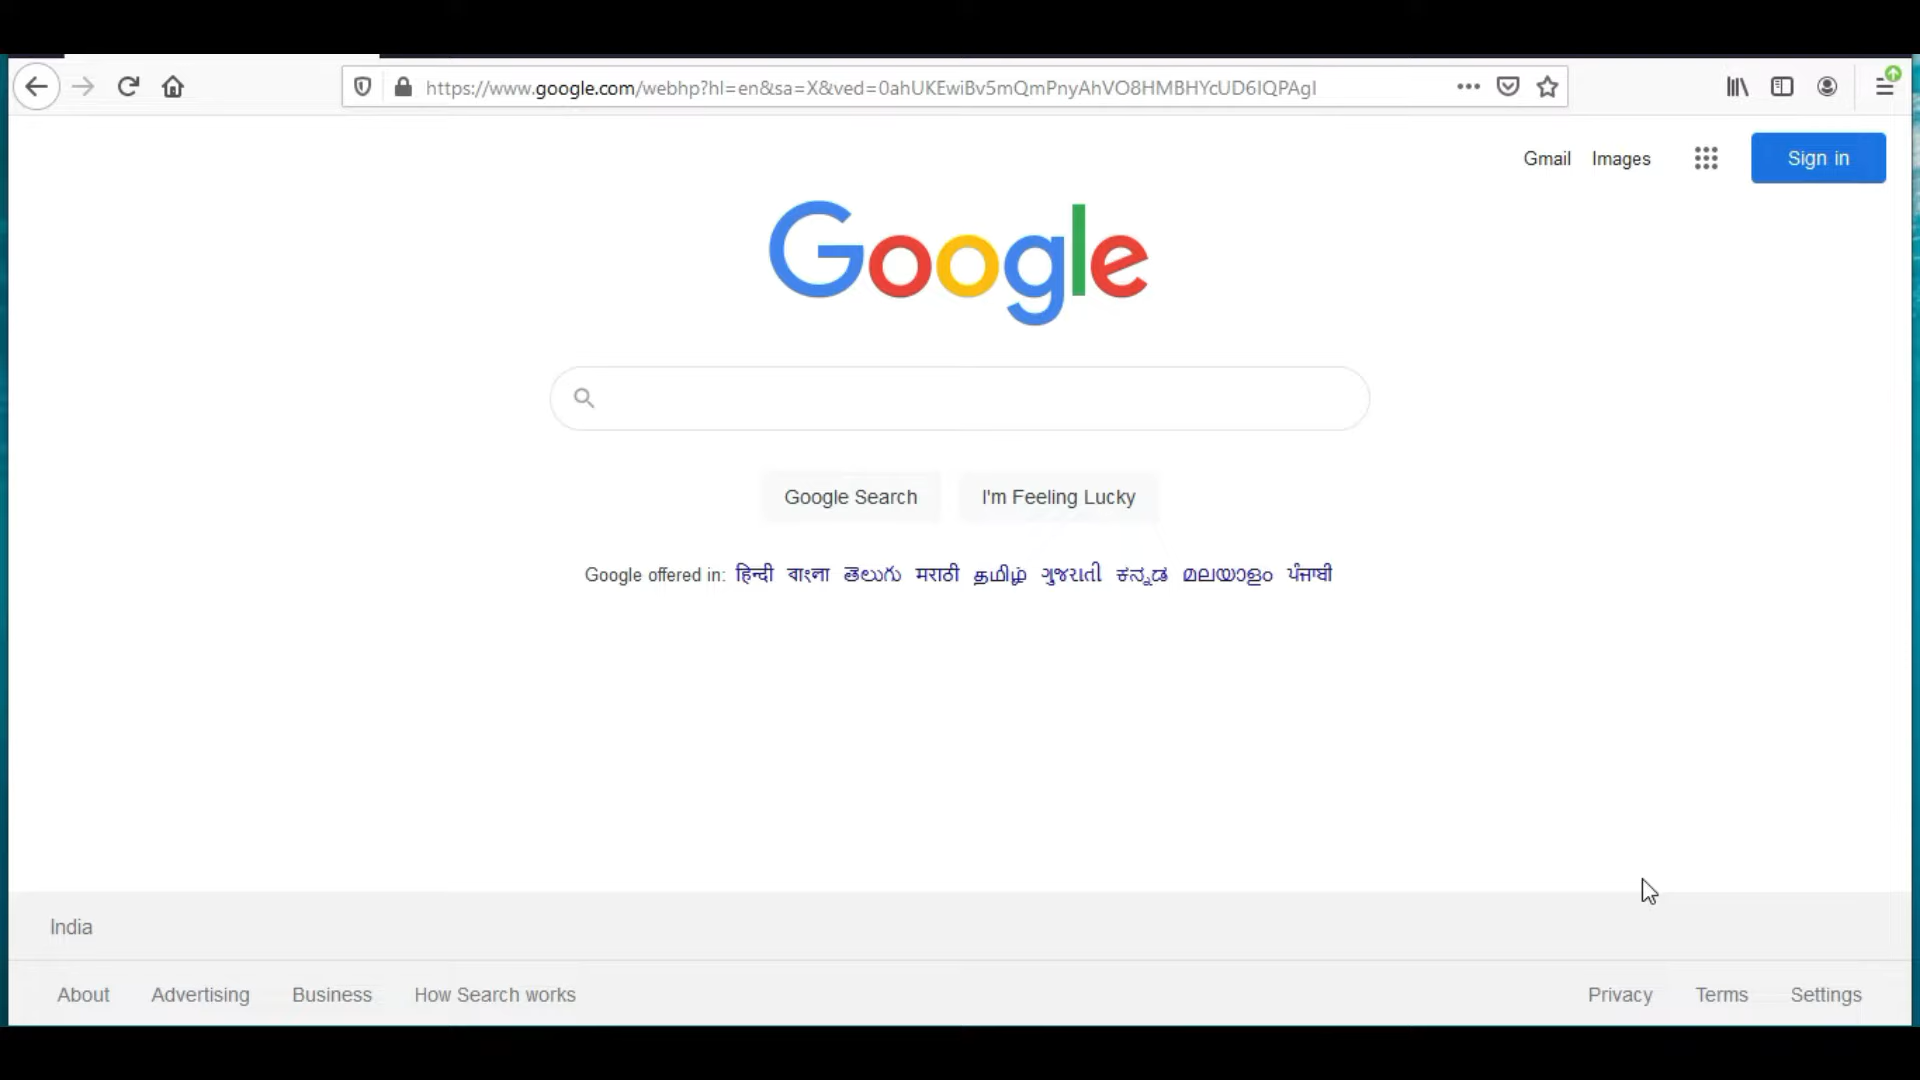 https://www.google.com/webhp?hl=en&sa=X&ved=0ahUKEwiBv5mQmPnyAhVO8HMBHYcUD6IQPAgI
Gmail Images Sign in
Google
Google Search I'm Feeling Lucky
Google offered in: हिन्दी বাংলা తెలుగు मराठी தமிழ் ગુજરાતી ಕನ್ನಡ മലയാളം ਪੰਜਾਬੀ
India
About Advertising Business How Search works Privacy Terms Settings